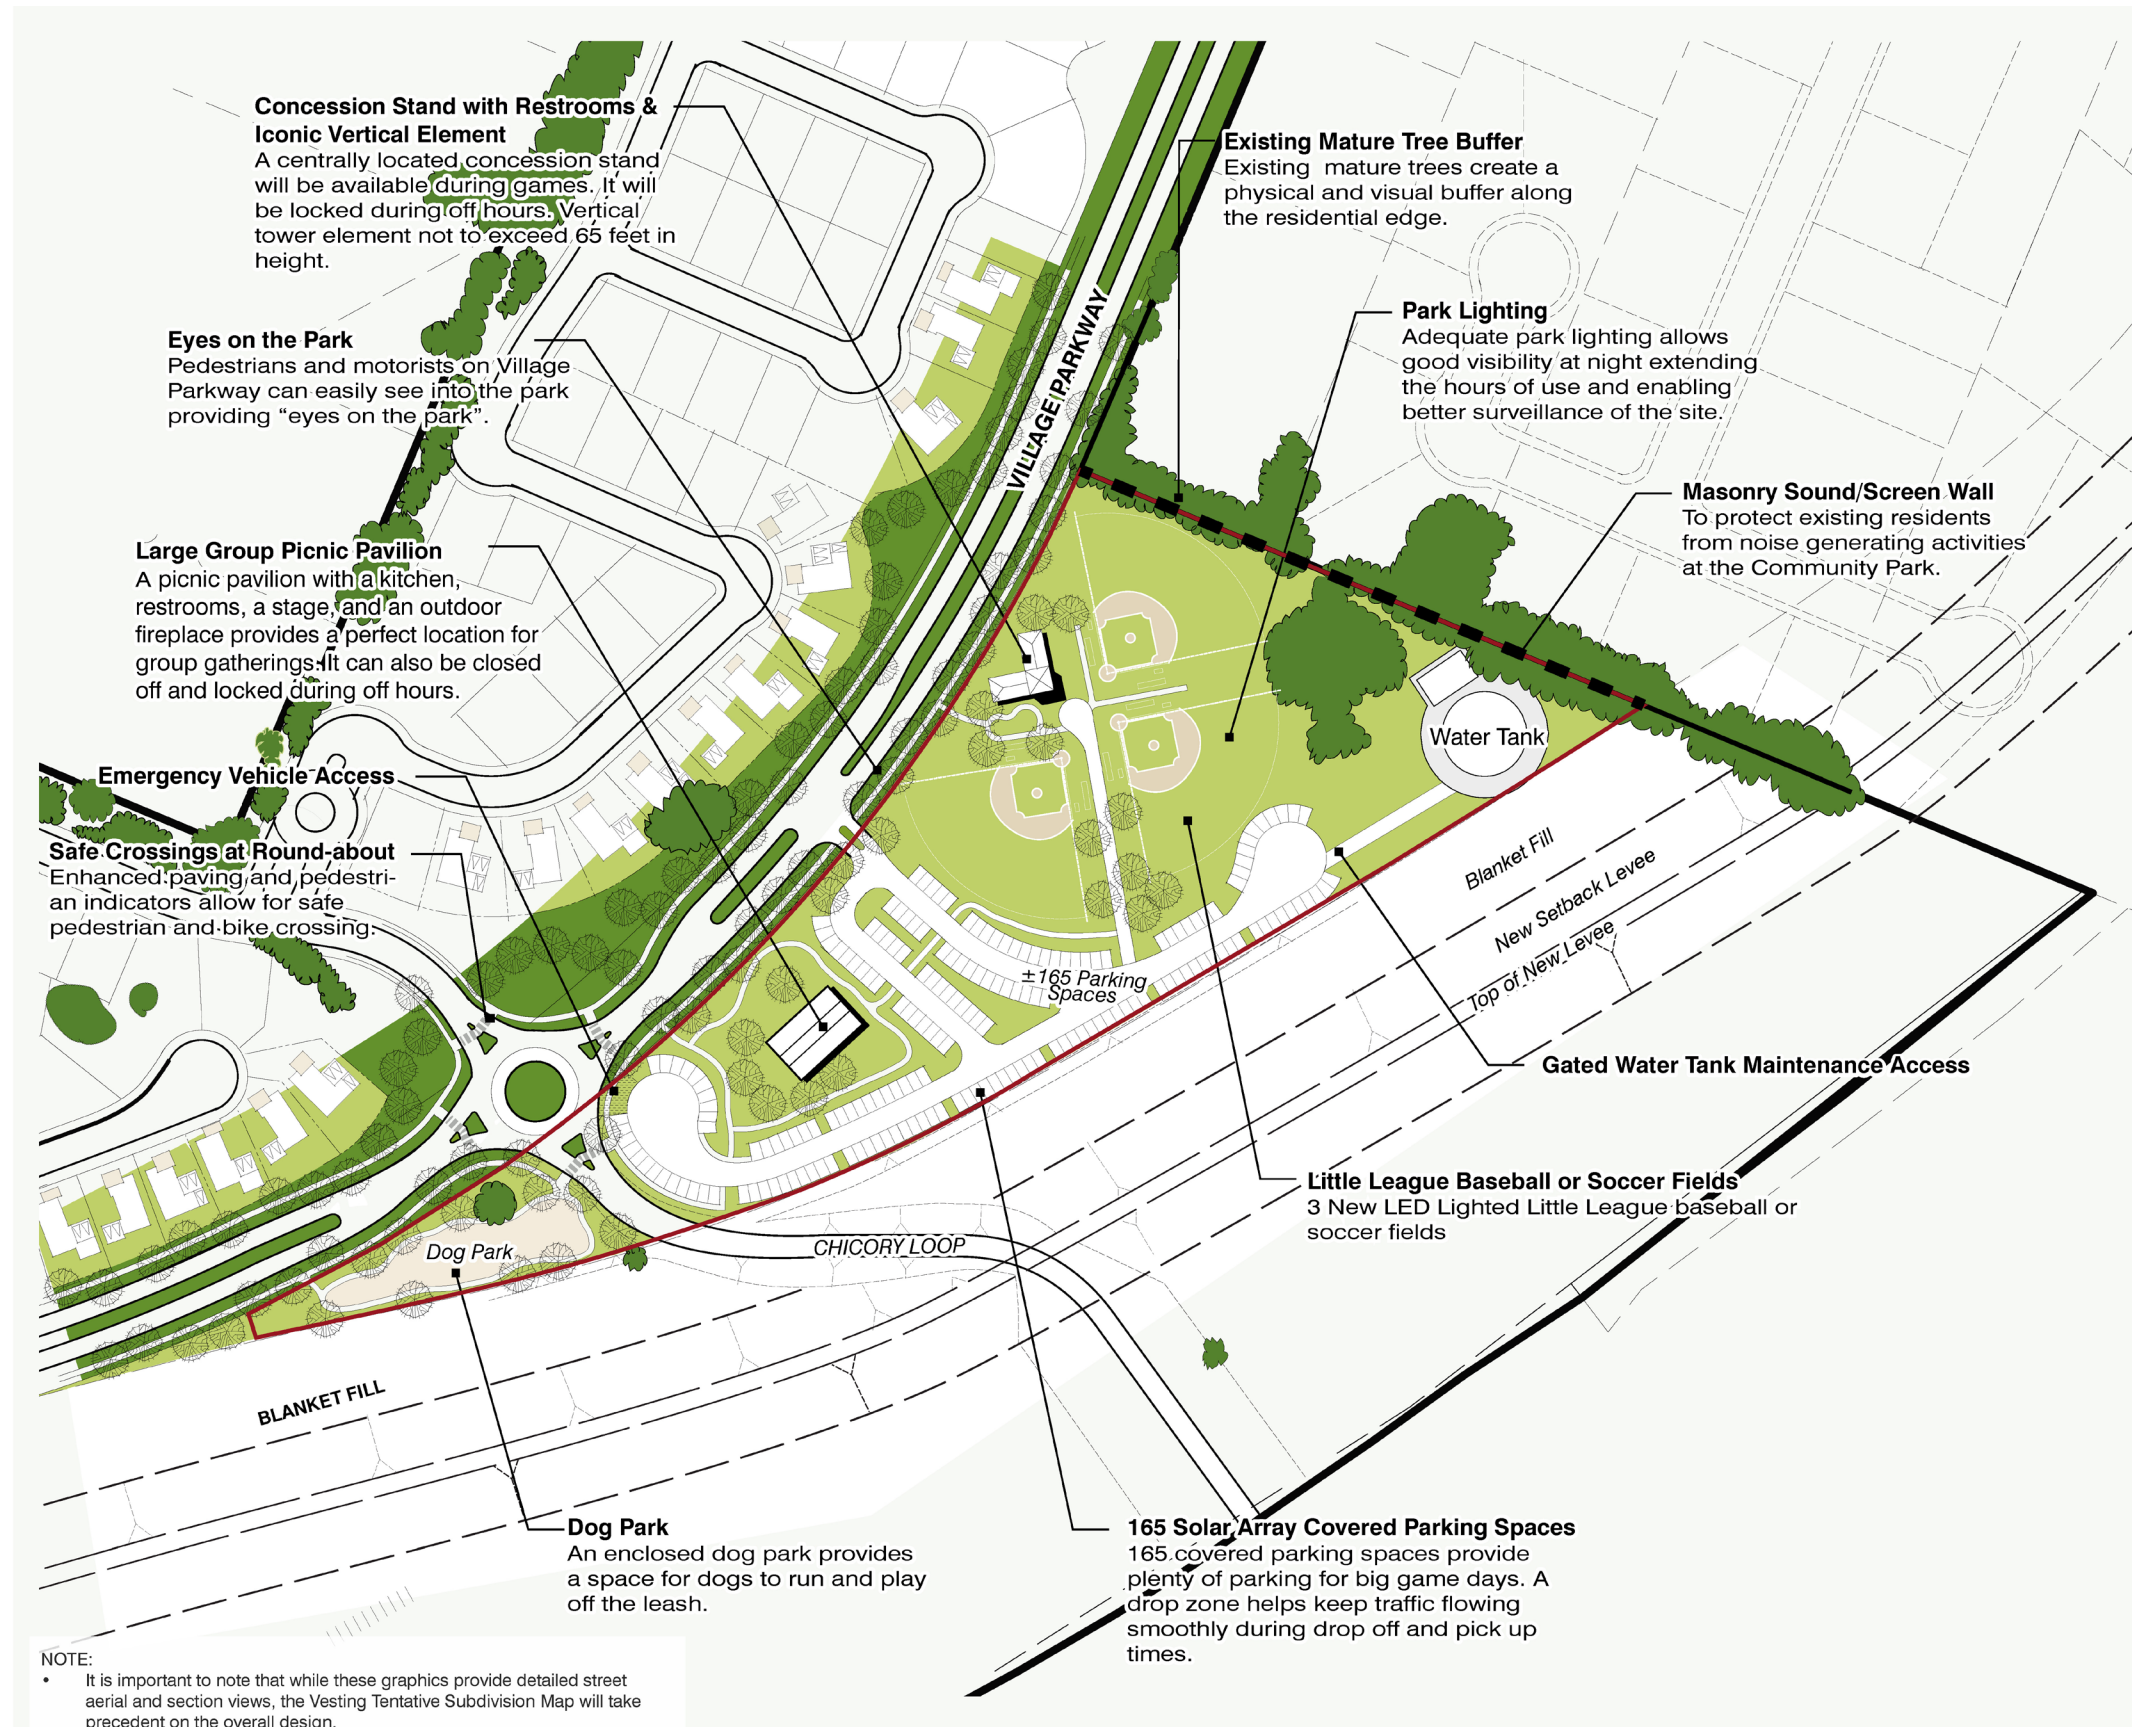 Concession Stand with Restrooms &
Iconic Vertical Element
A centrally located concession stand
will be available during games. It will
be locked during off hours. Vertical
tower element not to exceed 65 feet in
height.
Existing Mature Tree Buffer
Existing mature trees create a
physical and visual buffer along
the residential edge.
Eyes on the Park
Pedestrians and motorists on Village
Parkway can easily see into the park
providing “eyes on the park”.
VILLAGE PARKWAY
Park Lighting
Adequate park lighting allows
good visibility at night extending
the hours of use and enabling
better surveillance of the site.
Masonry Sound/Screen Wall
To protect existing residents
from noise generating activities
at the Community Park.
Large Group Picnic Pavilion
A picnic pavilion with a kitchen,
restrooms, a stage, and an outdoor
fireplace provides a perfect location for
group gatherings. It can also be closed
off and locked during off hours.
Water Tank
Emergency Vehicle Access
Safe Crossings at Round-about
Enhanced paving and pedestri-
an indicators allow for safe
pedestrian and bike crossing.
Blanket Fill
New Setback Levee
Top of New Levee
±165 Parking
Spaces
Gated Water Tank Maintenance Access
Little League Baseball or Soccer Fields
3 New LED Lighted Little League baseball or
soccer fields
Dog Park
CHICORY LOOP
BLANKET FILL
Dog Park
An enclosed dog park provides
a space for dogs to run and play
off the leash.
165 Solar Array Covered Parking Spaces
165 covered parking spaces provide
plenty of parking for big game days. A
drop zone helps keep traffic flowing
smoothly during drop off and pick up
times.
NOTE:
• It is important to note that while these graphics provide detailed street
aerial and section views, the Vesting Tentative Subdivision Map will take
precedent on the overall design.